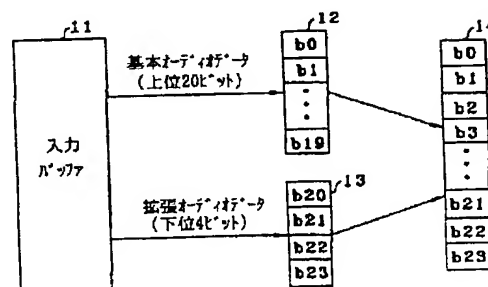 11
入力
バッファ
基本オーディオデータ
(上位20ビット)
拡張オーディオデータ
(下位4ビット)
12
b0
b1
b19
13
b20
b21
b22
b23
b0
b1
b2
b3
b21
b22
b23